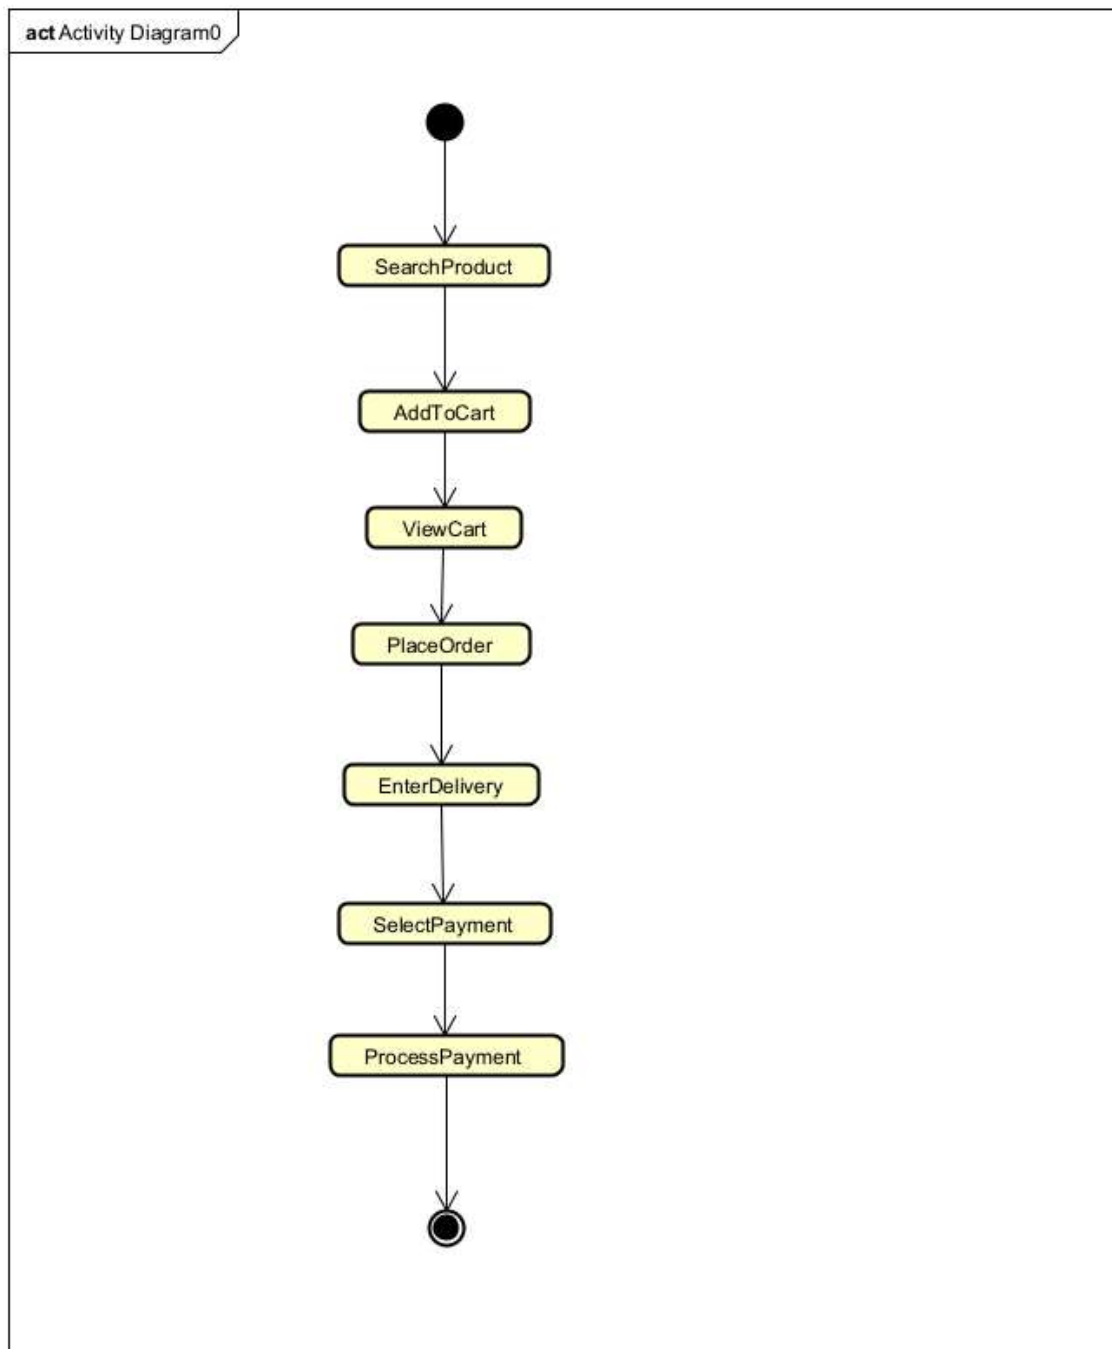 act Activity Diagram0
SearchProduct
AddToCart
ViewCart
PlaceOrder
EnterDelivery
SelectPayment
ProcessPayment